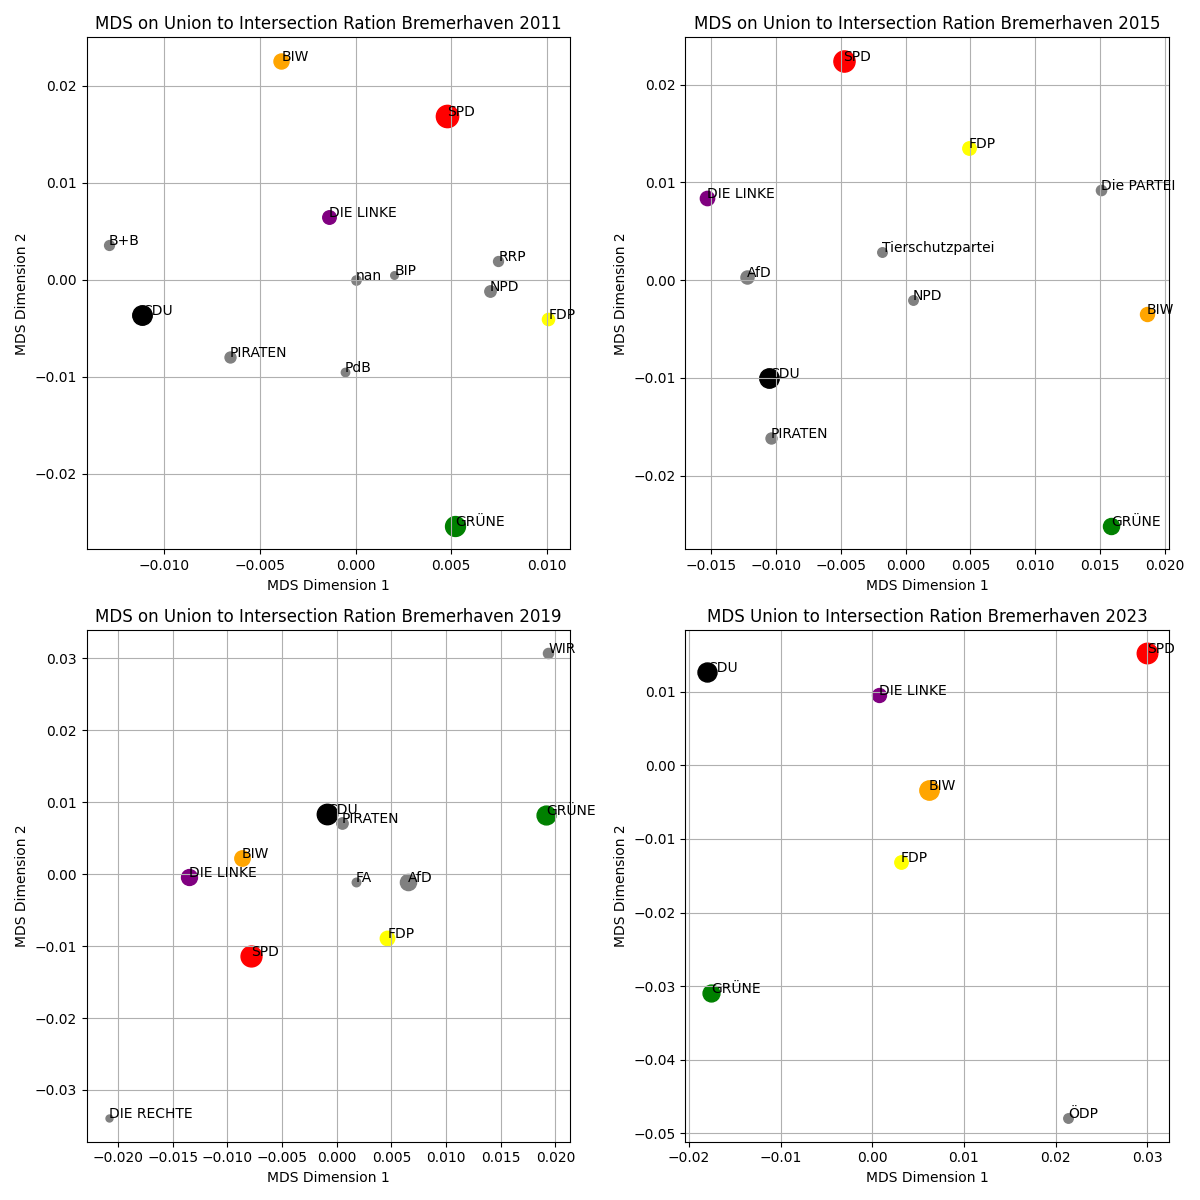 MDS on Union to Intersection Ration Bremerhaven 2011
BIW
SPD
DIE LINKE
B+B
RRP
nan
BIP
NPD
CDU
FDP
PIRATEN
PdB
GRÜNE
0.02
0.01
0.00
−0.01
−0.02
−0.010
−0.005
0.000
0.005
0.010
MDS Dimension 1
MDS Dimension 2
MDS on Union to Intersection Ration Bremerhaven 2015
SPD
FDP
Die PARTEI
DIE LINKE
Tierschutzpartei
AfD
NPD
BIW
CDU
PIRATEN
GRÜNE
0.02
0.01
0.00
−0.01
−0.02
−0.015
−0.010
−0.005
0.000
0.005
0.010
0.015
0.020
MDS Dimension 1
MDS Dimension 2
MDS on Union to Intersection Ration Bremerhaven 2019
WIR
CDU
PIRATEN
GRÜNE
BIW
DIE LINKE
FA
AfD
FDP
SPD
DIE RECHTE
0.03
0.02
0.01
0.00
−0.01
−0.02
−0.03
−0.020
−0.015
−0.010
−0.005
0.000
0.005
0.010
0.015
0.020
MDS Dimension 1
MDS Dimension 2
MDS Union to Intersection Ration Bremerhaven 2023
SPD
CDU
DIE LINKE
BIW
FDP
GRÜNE
ÖDP
0.01
0.00
−0.01
−0.02
−0.03
−0.04
−0.05
−0.02
−0.01
0.00
0.01
0.02
0.03
MDS Dimension 1
MDS Dimension 2